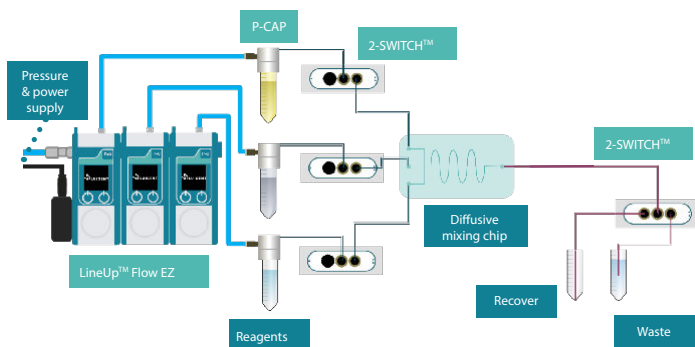 P-CAP
2-SWITCH™
Pressure
& power
supply
2-SWITCH™
Diffusive
mixing chip
LineUp™ Flow EZ
Recover
Reagents
Waste